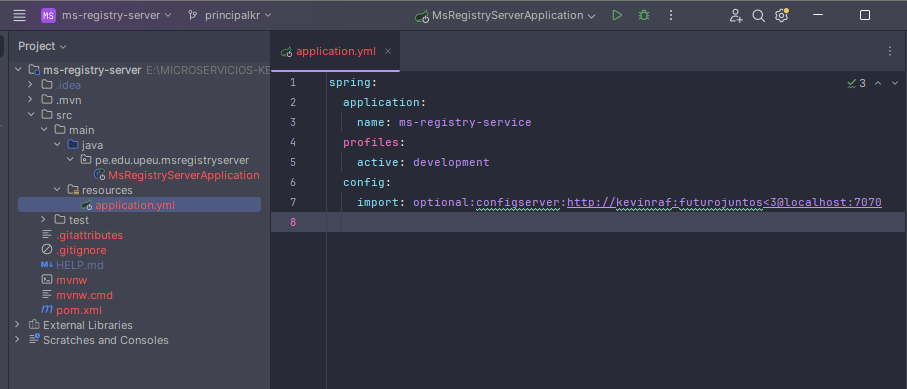 MS ms-registry-server principalkr MsRegistryServerApplication
Project
application.yml
ms-registry-server E:\MICROSERVICIOS-KE
.idea
.mvn
src
main
java
pe.edu.upeu.msregistryserver
MsRegistryServerApplication
resources
application.yml
test
.gitattributes
.gitignore
HELP.md
mvnw
mvnw.cmd
pom.xml
External Libraries
Scratches and Consoles
3
1 spring:
2 application:
3 name: ms-registry-service
4 profiles:
5 active: development
6 config:
7 import: optional:configserver:http://kevinraf:futurojuntos<3@localhost:7070
8